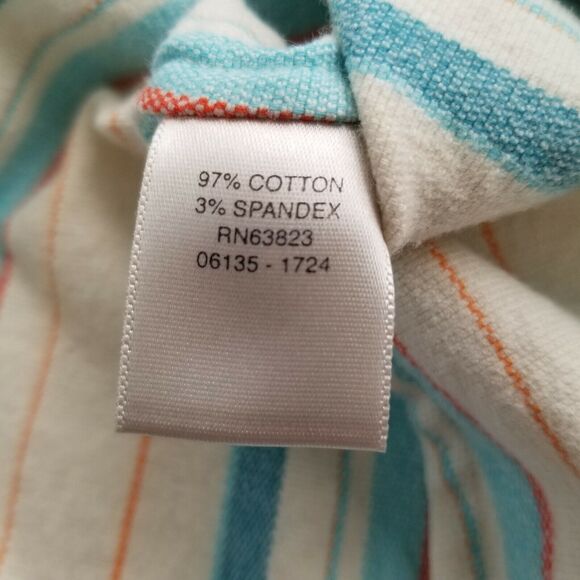 97% COTTON
3% SPANDEX
RN63823
06135 - 1724